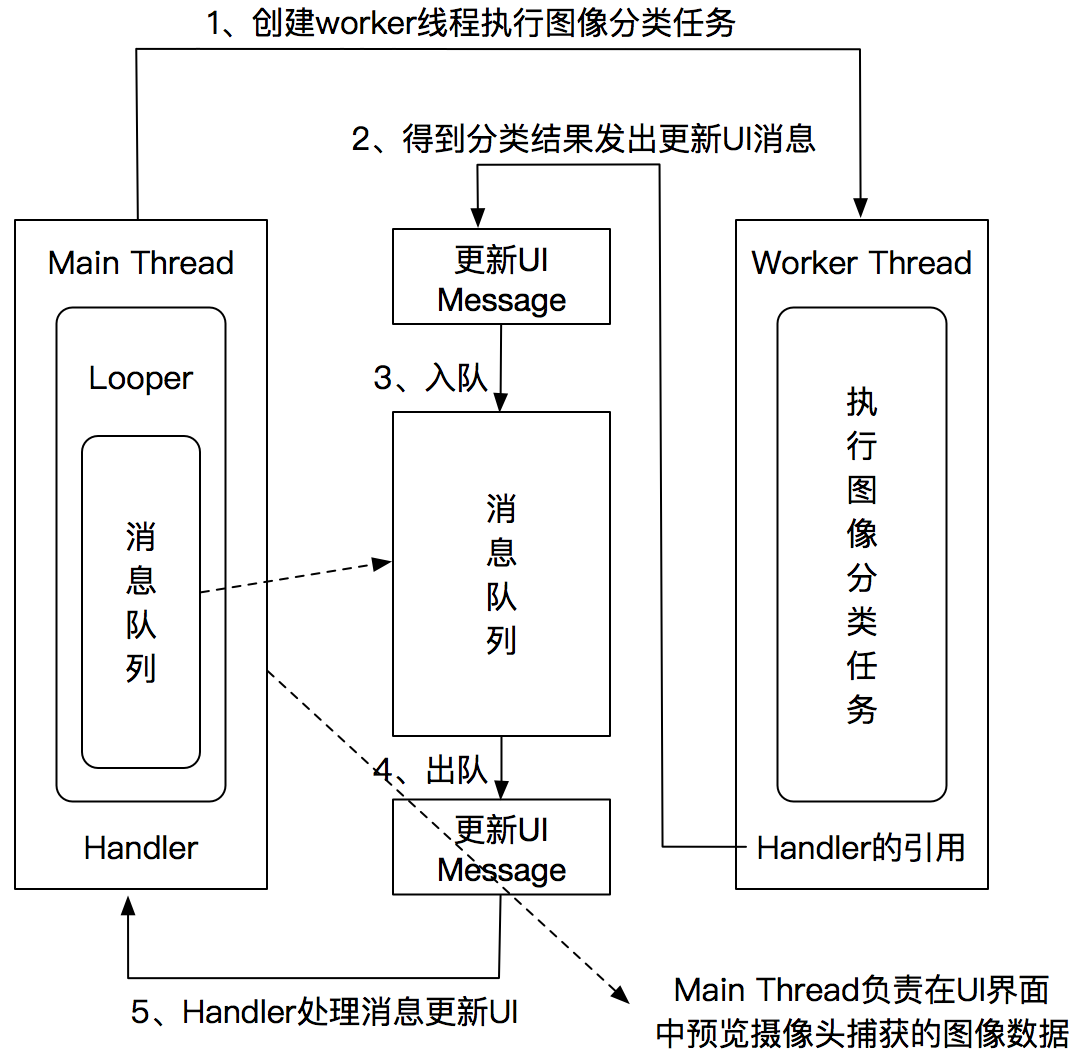 1、创建worker线程执行图像分类任务
2、得到分类结果发出更新UI消息
Main Thread
Looper
消息队列
Handler
更新UI
Message
3、入队
消息队列
4、出队
更新UI
Message
Worker Thread
执行图像分类任务
Handler的引用
5、Handler处理消息更新UI
Main Thread负责在UI界面
中预览摄像头捕获的图像数据